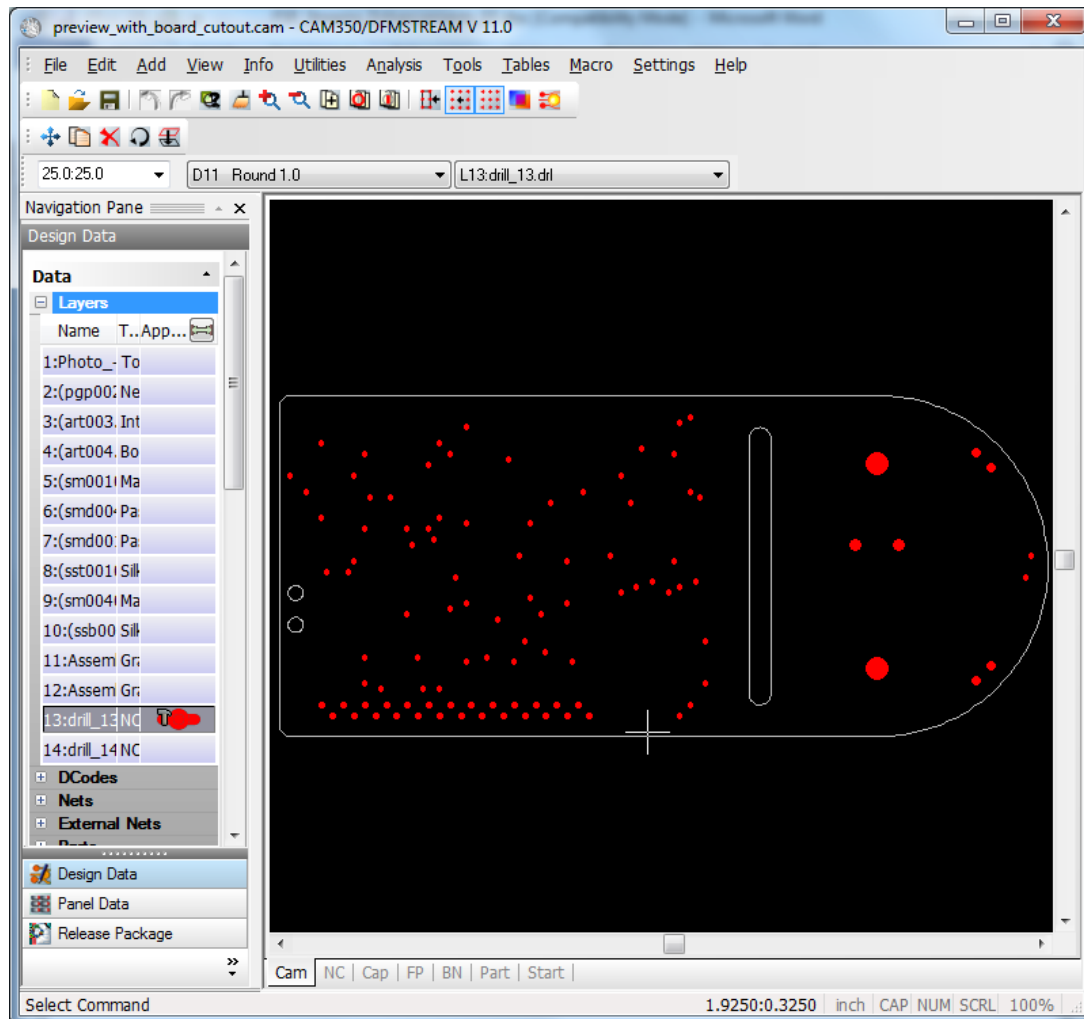 preview_with_board_cutout.cam - CAM350/DFMSTREAM V 11.0
File Edit Add View Info Utilities Analysis Tools Tables Macro Settings Help
25.0:25.0 D11 Round 1.0 L13:drill_13.drl
Navigation Pane
Design Data
Data
Layers
Name T..App...
1:Photo_- To
2:(pgp002 Ne
3:(art003. Int
4:(art004. Bo
5:(sm001 Ma
6:(smd00 Pa
7:(smd00 Pa
8:(sst001 Silk
9:(sm004 Ma
10:(ssb00 Silk
11:Assem Gra
12:Assem Gra
13:drill_13 NC
14:drill_14 NC
DCodes
Nets
External Nets
Design Data
Panel Data
Release Package
Cam NC Cap FP BN Part Start
Select Command 1.9250:0.3250 inch CAP NUM SCRL 100%